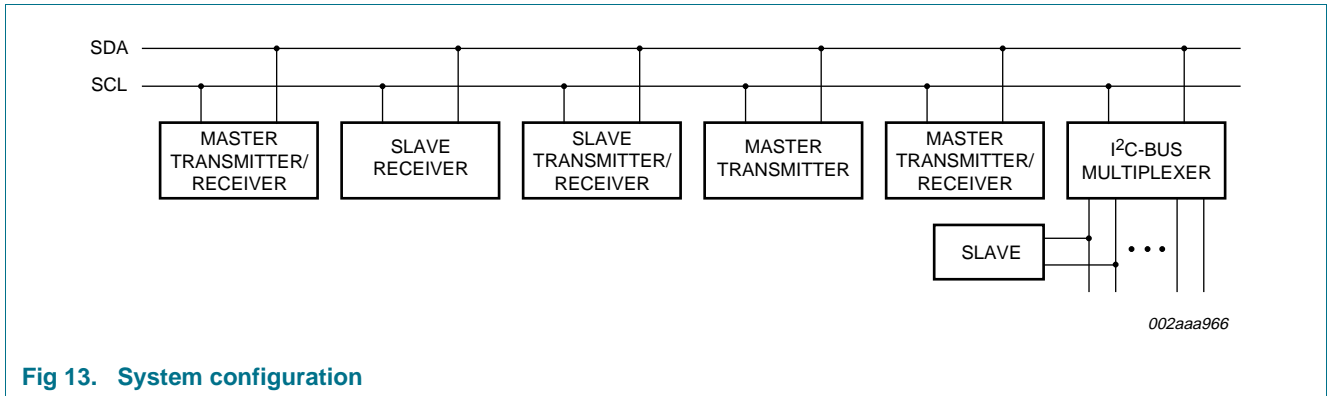 SDA
SCL
MASTER
TRANSMITTER/
RECEIVER
SLAVE
RECEIVER
SLAVE
TRANSMITTER/
RECEIVER
MASTER
TRANSMITTER
MASTER
TRANSMITTER/
RECEIVER
I²C-BUS
MULTIPLEXER
SLAVE
002aaa966
Fig 13. System configuration